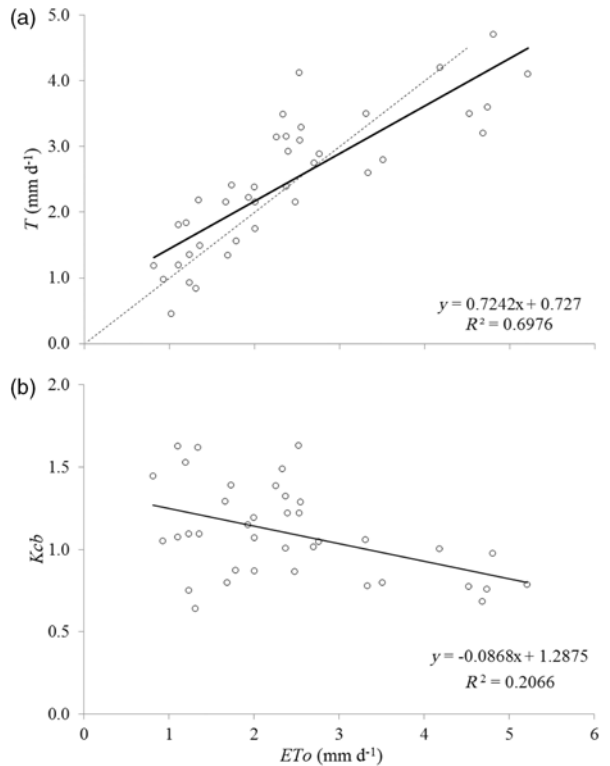 (a)
5.0
4.0
3.0
2.0
1.0
0.0
T (mm d-1)
y = 0.7242x + 0.727
R² = 0.6976
(b)
2.0
1.5
1.0
0.5
0.0
Kcb
y = -0.0868x + 1.2875
R² = 0.2066
0 1 2 3 4 5 6
ETo (mm d-1)